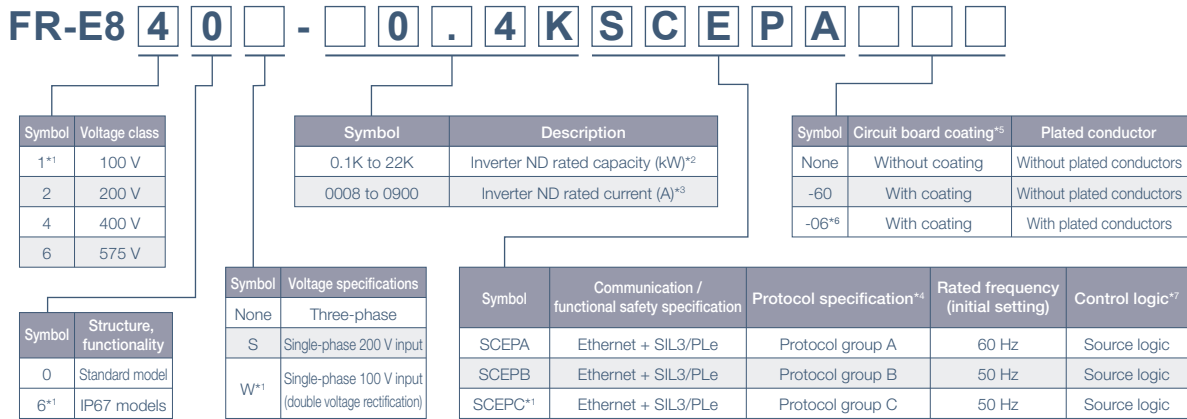 FR-E8 4 0 - 0 . 4 K S C E P A
Symbol Voltage class
1*1 100 V
2 200 V
4 400 V
6 575 V
Symbol Structure, functionality
0 Standard model
6*1 IP67 models
Symbol Voltage specifications
None Three-phase
S Single-phase 200 V input
W*1 Single-phase 100 V input
(double voltage rectification)
Symbol Description
0.1K to 22K Inverter ND rated capacity (kW)*2
0008 to 0900 Inverter ND rated current (A)*3
Symbol Communication / functional safety specification Protocol specification*4 Rated frequency (initial setting) Control logic*7
SCEPA Ethernet + SIL3/PLe Protocol group A 60 Hz Source logic
SCEPB Ethernet + SIL3/PLe Protocol group B 50 Hz Source logic
SCEPC*1 Ethernet + SIL3/PLe Protocol group C 50 Hz Source logic
Symbol Circuit board coating*5 Plated conductor
None Without coating Without plated conductors
-60 With coating Without plated conductors
-06*6 With coating With plated conductors